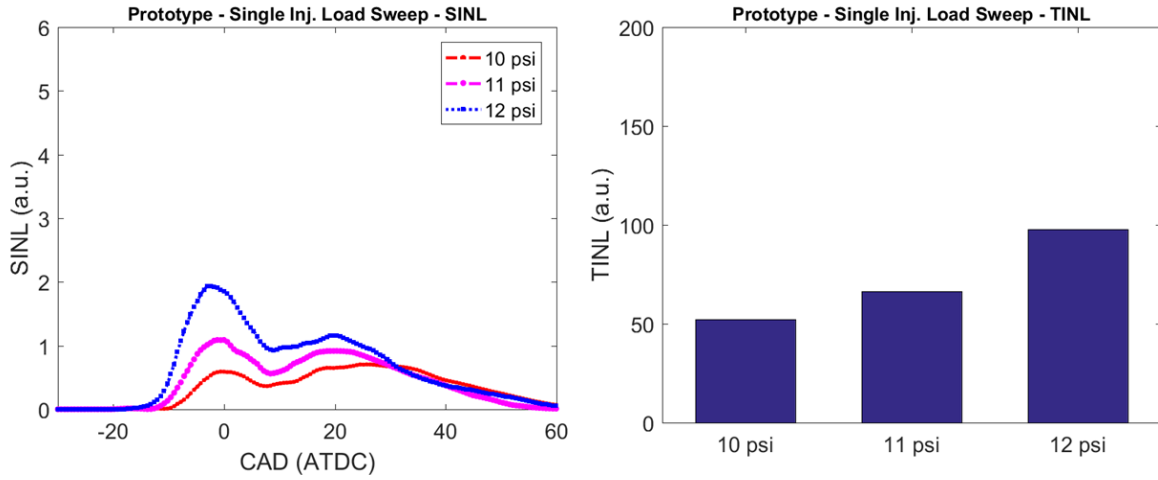 Prototype - Single Inj. Load Sweep - SINL
6
5
4
3
2
1
0
SINL (a.u.)
-20
0
20
40
60
CAD (ATDC)
10 psi
11 psi
12 psi
Prototype - Single Inj. Load Sweep - TINL
200
150
100
50
0
TINL (a.u.)
10 psi
11 psi
12 psi